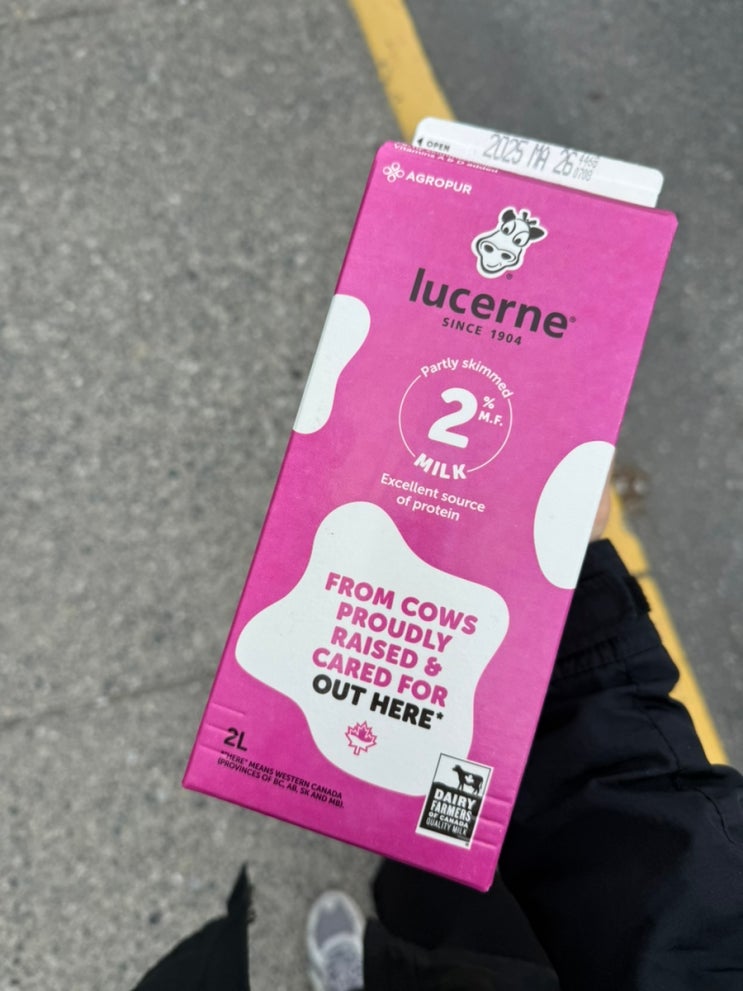 OPEN
2025 MA 26
Vitamins A & D added
AGROPUR
lucerne®
SINCE 1904
Partly skimmed
2% M.F.
MILK
Excellent source
of protein
FROM COWS
PROUDLY
RAISED &
CARED FOR
OUT HERE*
2L
*"HERE" MEANS WESTERN CANADA
(PROVINCES OF BC, AB, SK AND MB).
DAIRY
FARMERS
OF CANADA
QUALITY MILK